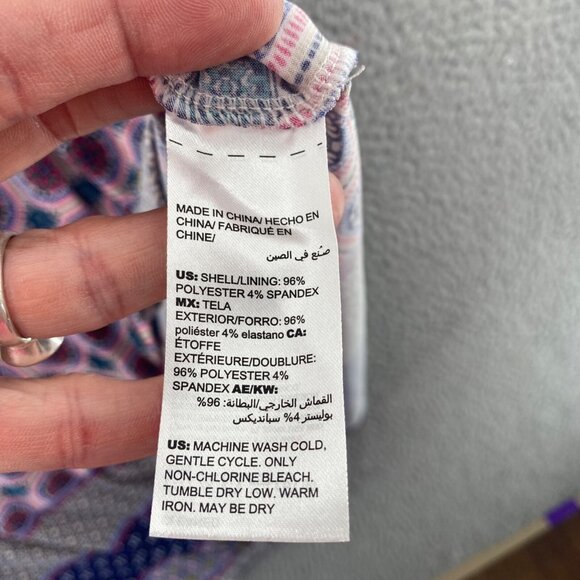 MADE IN CHINA/ HECHO EN
CHINA/ FABRIQUÉ EN
CHINE/
صنع في الصين
US: SHELL/LINING: 96%
POLYESTER 4% SPANDEX
MX: TELA
EXTERIOR/FORRO: 96%
poliéster 4% elastano CA:
ÉTOFFE
EXTÉRIEURE/DOUBLURE:
96% POLYESTER 4%
SPANDEX AE/KW:
القماش الخارجي/البطانة: 96%
بوليستر 4% سبانديكس
US: MACHINE WASH COLD,
GENTLE CYCLE. ONLY
NON-CHLORINE BLEACH.
TUMBLE DRY LOW. WARM
IRON. MAY BE DRY